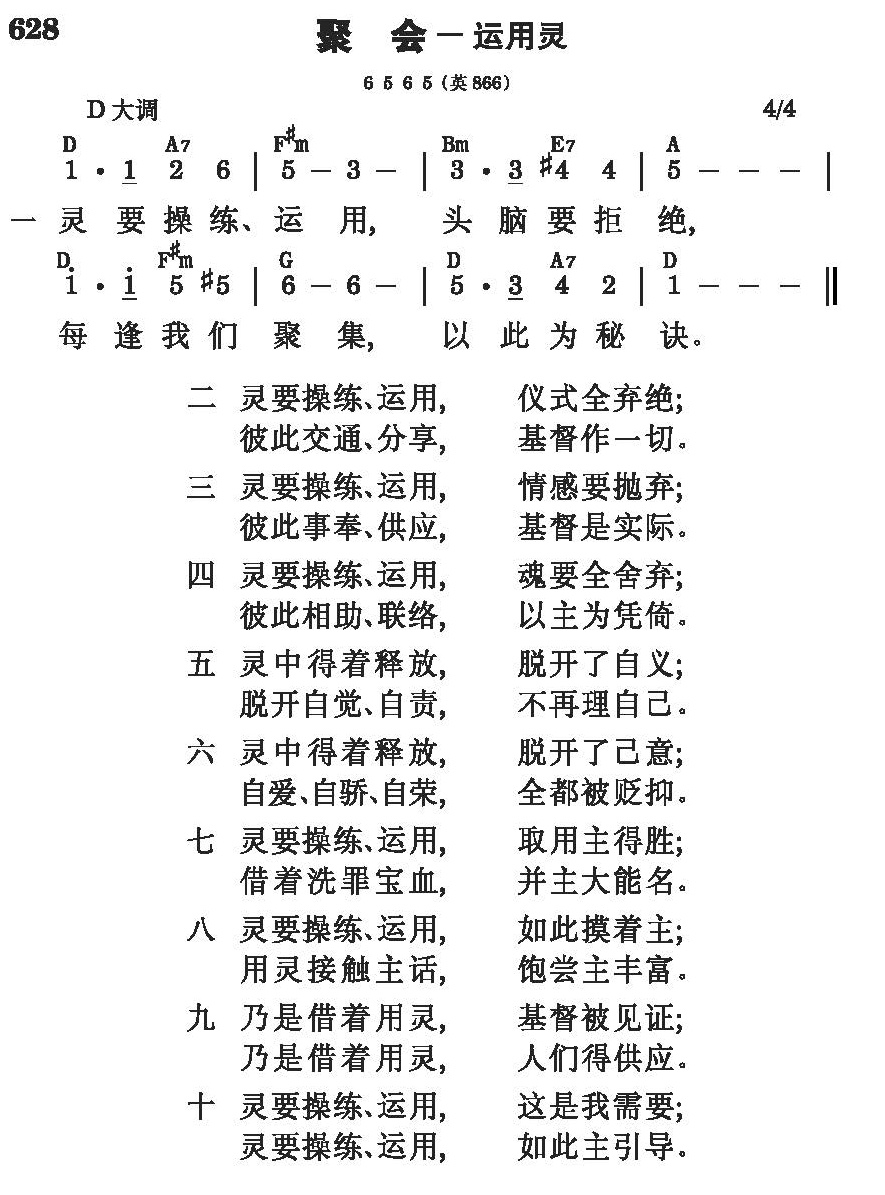 628
聚 会－运用灵
6 5 6 5（英866）
D 大调 4/4
D A7 F♯m Bm E7 A
1 · 1 2 6 | 5 － 3 － | 3 · 3 ♯4 4 | 5 － － － |
一 灵 要 操 练、运 用, 头 脑 要 拒 绝,
D F♯m G D A7 D
1̇ · 1̇ 5 ♯5 | 6 － 6 － | 5 · 3 4 2 | 1 － － － ‖
每 逢 我 们 聚 集, 以 此 为 秘 诀。
二 灵要操练、运用, 仪式全弃绝;
彼此交通、分享, 基督作一切。
三 灵要操练、运用, 情感要抛弃;
彼此事奉、供应, 基督是实际。
四 灵要操练、运用, 魂要全舍弃;
彼此相助、联络, 以主为凭倚。
五 灵中得着释放, 脱开了自义;
脱开自觉、自责, 不再理自己。
六 灵中得着释放, 脱开了己意;
自爱、自骄、自荣, 全都被贬抑。
七 灵要操练、运用, 取用主得胜;
借着洗罪宝血, 并主大能名。
八 灵要操练、运用, 如此摸着主;
用灵接触主话, 饱尝主丰富。
九 乃是借着用灵, 基督被见证;
乃是借着用灵, 人们得供应。
十 灵要操练、运用, 这是我需要;
灵要操练、运用, 如此主引导。